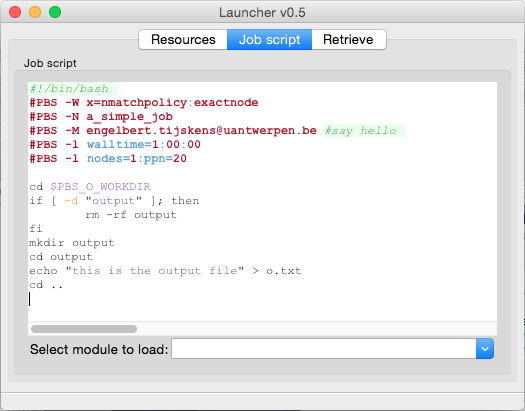 Launcher v0.5
Resources Job script Retrieve
Job script
#!/bin/bash
#PBS -W x=nmatchpolicy:exactnode
#PBS -N a_simple_job
#PBS -M engelbert.tijskens@uantwerpen.be #say hello
#PBS -l walltime=1:00:00
#PBS -l nodes=1:ppn=20
cd $PBS_O_WORKDIR
if [ -d "output" ]; then
        rm -rf output
fi
mkdir output
cd output
echo "this is the output file" > o.txt
cd ..
Select module to load: